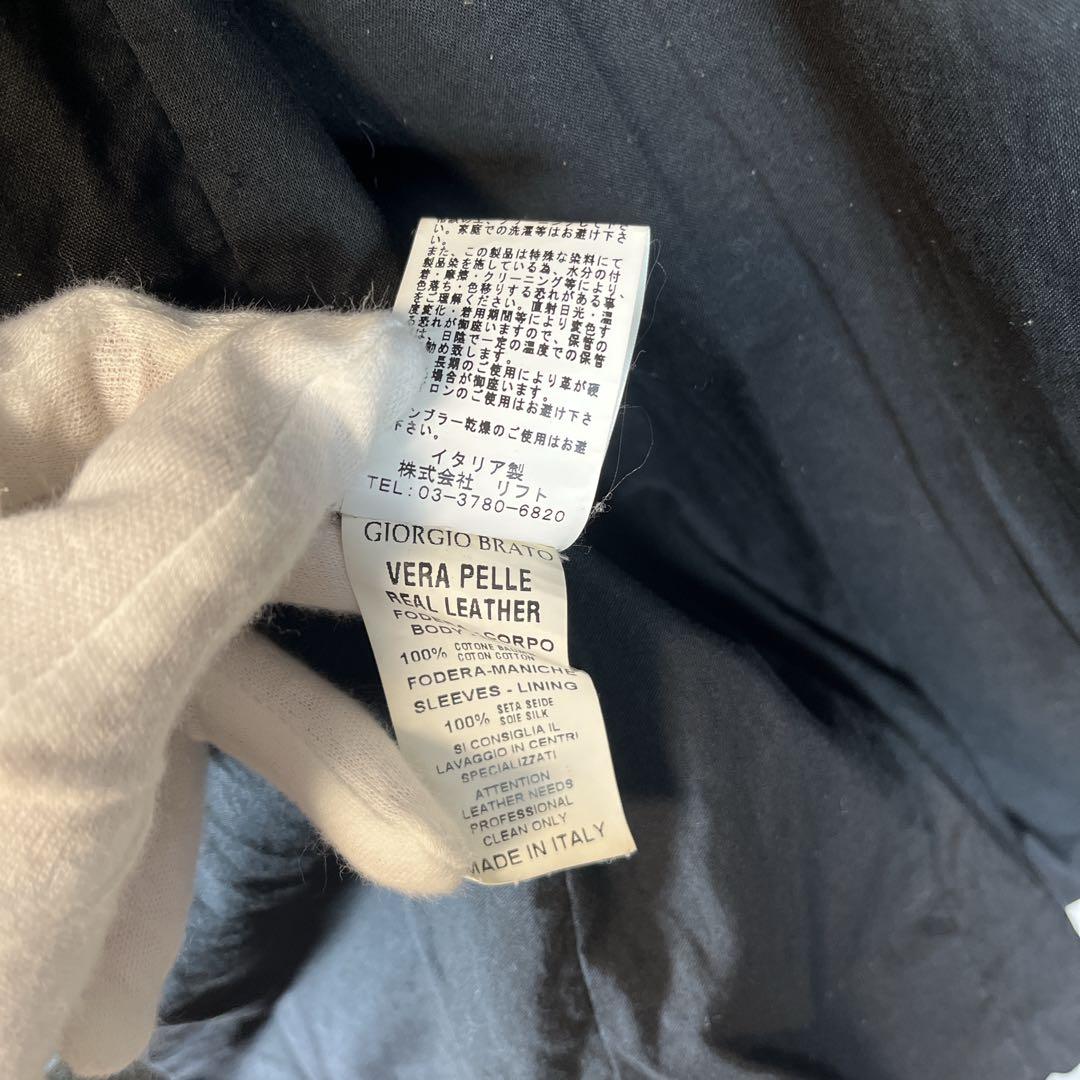 い。家庭での洗濯等はお避け下さ
い。
また、この製品は特殊な染料にて
製品染を施している為、水分の付
着・摩擦・クリーニング等により、
色落ち・色移りする恐れがある事
をご理解ください。直射日光・温
度変化・着用期間等により変色す
る恐れが御座いますので、保管の
は、日陰で一定の温度での保管
勧め致します。
長期のご使用により革が硬
場合が御座います。
ロンのご使用はお避け下さ
ンブラー乾燥のご使用はお避
下さい。
イタリア製
株式会社 リフト
TEL:03-3780-6820
GIORGIO BRATO
VERA PELLE
REAL LEATHER
BODY - CORPO
100% COTONE
COTON COTTON
FODERA-MANICHE
SLEEVES - LINING
100% SETA SEIDE
SOIE SILK
SI CONSIGLIA IL
LAVAGGIO IN CENTRI
SPECIALIZZATI
ATTENTION
LEATHER NEEDS
PROFESSIONAL
CLEAN ONLY
MADE IN ITALY